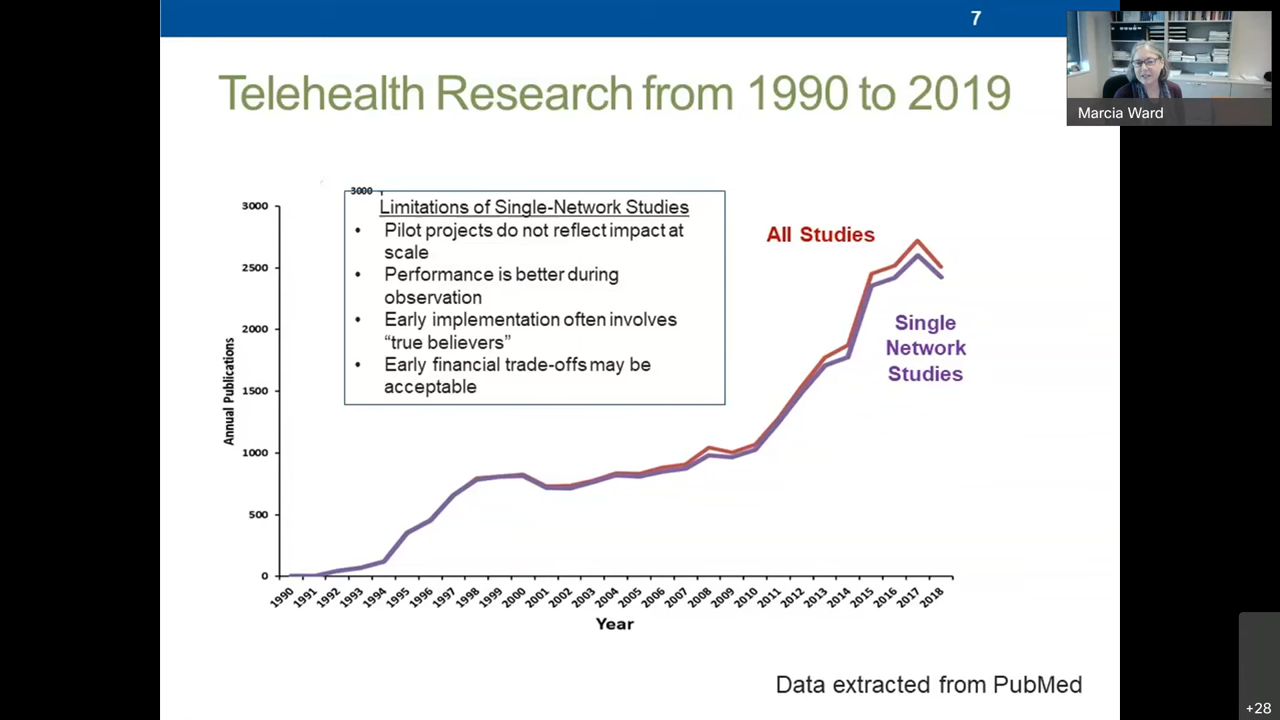 7
Telehealth Research from 1990 to 2019
Marcia Ward
3000
Limitations of Single-Network Studies
• Pilot projects do not reflect impact at
scale
• Performance is better during
observation
• Early implementation often involves
“true believers”
• Early financial trade-offs may be
acceptable
All Studies
Single
Network
Studies
Annual Publications
3000
2500
2000
1500
1000
500
0
1990 1991 1992 1993 1994 1995 1996 1997 1998 1999 2000 2001 2002 2003 2004 2005 2006 2007 2008 2009 2010 2011 2012 2013 2014 2015 2016 2017 2018
Year
Data extracted from PubMed
+28